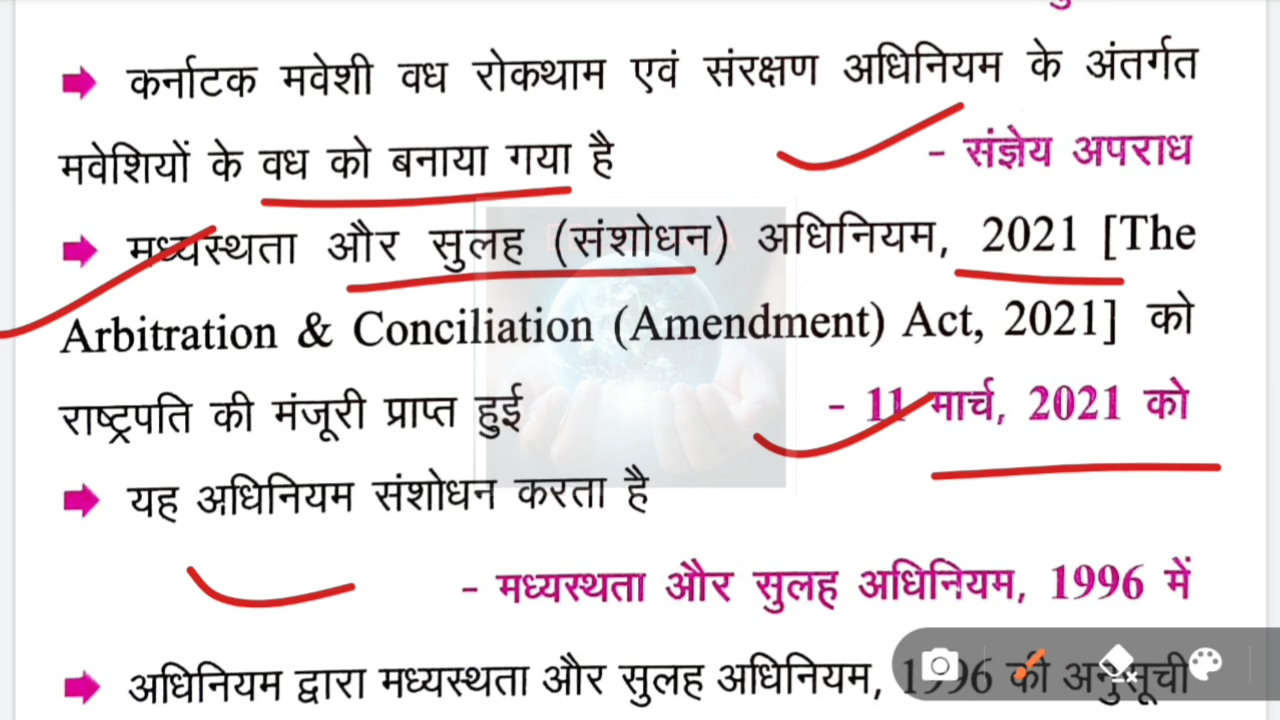 कर्नाटक मवेशी वध रोकथाम एवं संरक्षण अधिनियम के अंतर्गत
मवेशियों के वध को बनाया गया है - संज्ञेय अपराध
मध्यस्थता और सुलह (संशोधन) अधिनियम, 2021 [The
Arbitration & Conciliation (Amendment) Act, 2021] को
राष्ट्रपति की मंजूरी प्राप्त हुई - 11 मार्च, 2021 को
यह अधिनियम संशोधन करता है
- मध्यस्थता और सुलह अधिनियम, 1996 में
अधिनियम द्वारा मध्यस्थता और सुलह अधिनियम, 1996 की अनुसूची